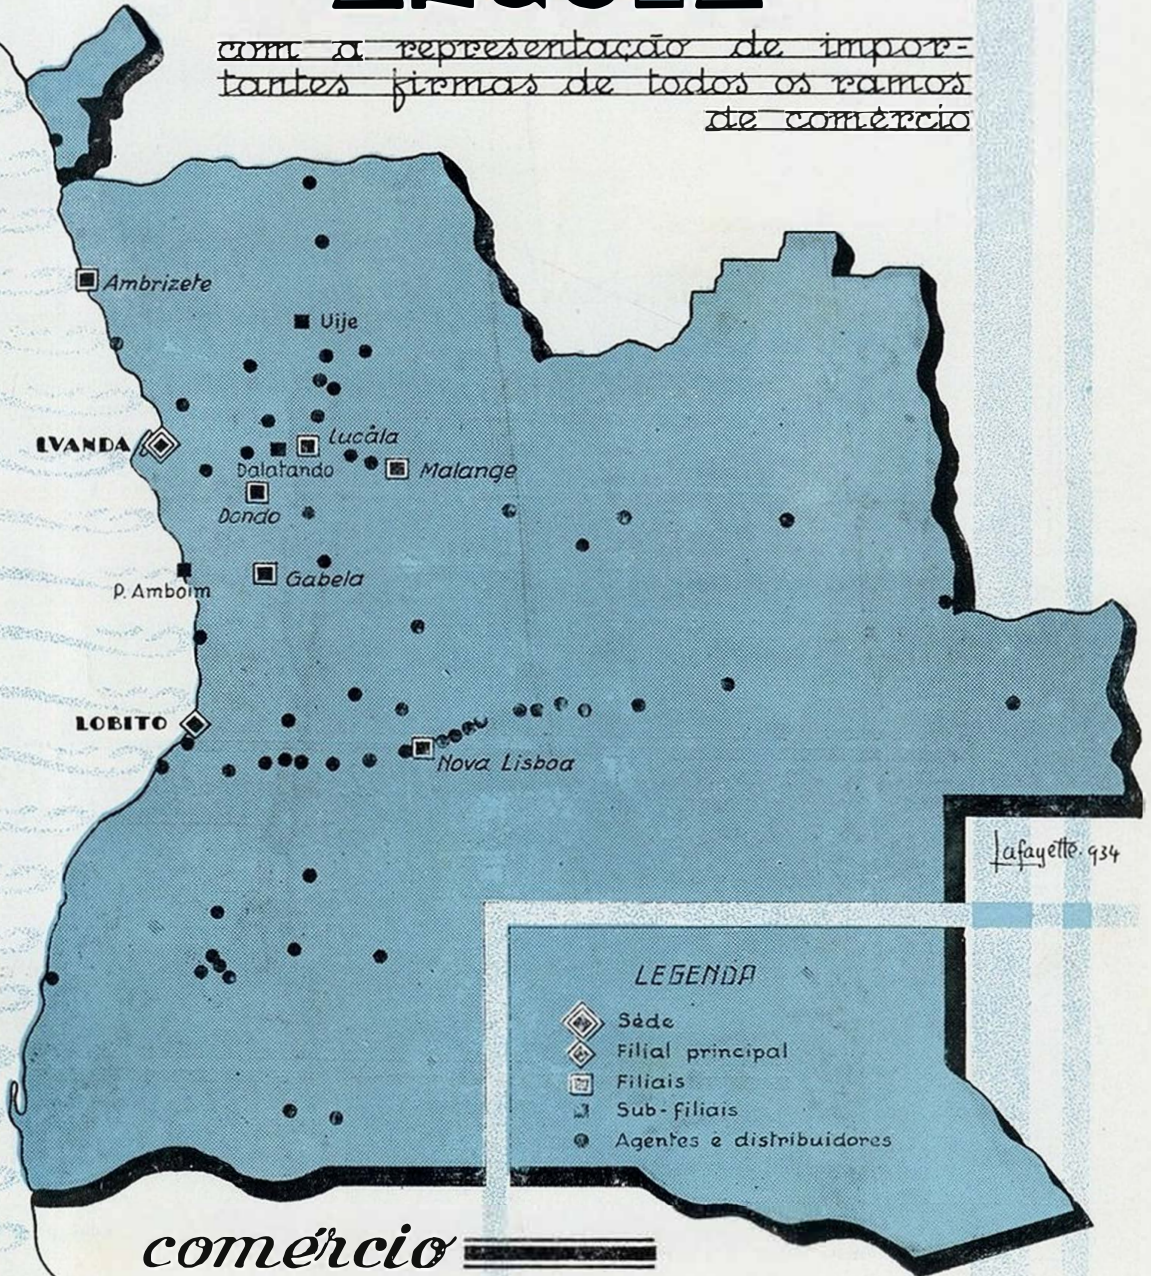 com a representação de impor-
tantes firmas de todos os ramos
de comércio
Ambrizete
Uije
LVANDA
Lucála
Dalatando
Malange
Dondo
Gabela
P. Amboim
LOBITO
Nova Lisboa
Lafayette.934
LEGENDA
Séde
Filial principal
Filiais
Sub-filiais
Agentes e distribuidores
comércio